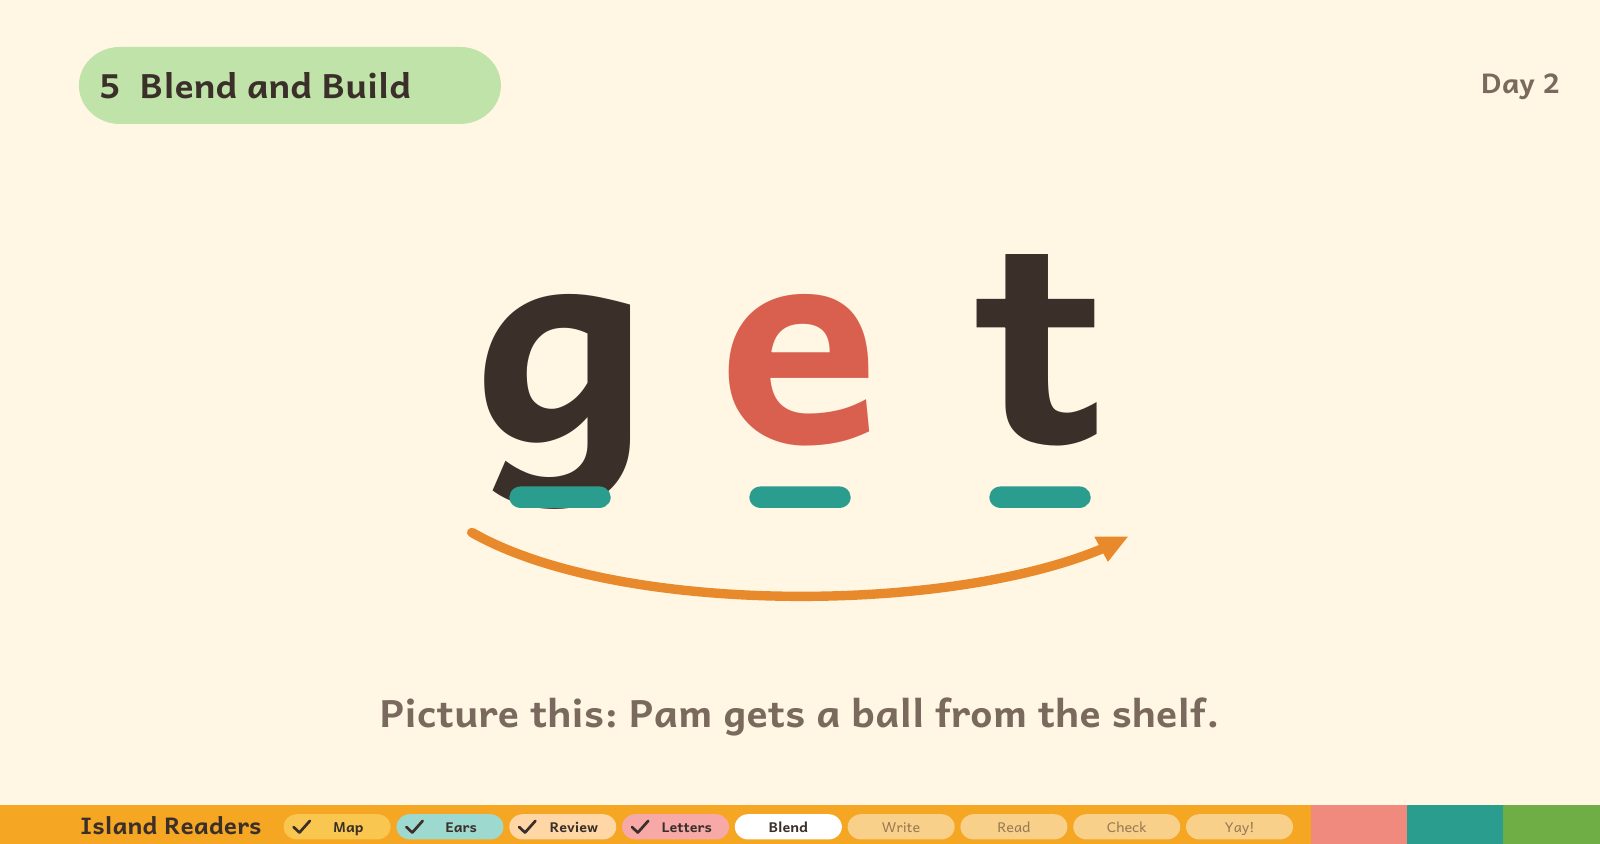 5 Blend and Build
Day 2
get
Picture this: Pam gets a ball from the shelf.
Island Readers Map Ears Review Letters Blend Write Read Check Yay!